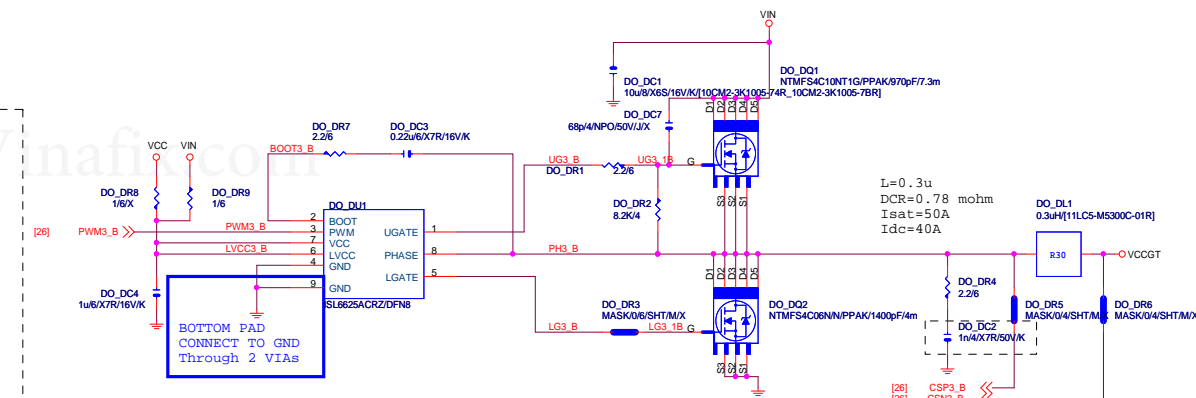 VIN
DO_DQ1
NTMFS4C10NT1G/PPAK/970pF/7.3m
DO_DC1
10u/8/X6S/16V/K/[10CM2-3K1005-74R_10CM2-3K1005-7BR]
D1
D2
D3
D4
D5
DO_DC7
68p/4/NPO/50V/J/X
DO_DR7
2.2/6
DO_DC3
0.22u/6/X7R/16V/K
BOOT3_B
VCC
VIN
Vinafix.com
UG3_B
UG3_1B
G
DO_DR1
2.2/6
DO_DR8
1/6/X
DO_DR9
1/6
S3
S2
S1
L=0.3u
DCR=0.78 mohm
Isat=50A
Idc=40A
DO_DR2
8.2K/4
DO_DU1
DO_DL1
0.3uH/[11LC5-M5300C-01R]
[26]
PWM3_B
PWM3_B
LVCC3_B
2
3
7
6
4
9
BOOT
PWM
VCC
LVCC
GND
GND
UGATE
PHASE
LGATE
1
8
5
PH3_B
R30
VCCGT
ISL6625ACRZ/DFN8
D1
D2
D3
D4
D5
DO_DC4
1u/6/X7R/16V/K
BOTTOM PAD
CONNECT TO GND
Through 2 VIAs
DO_DR3
MASK/0/6/SHT/M/X
LG3_B
LG3_1B
G
DO_DQ2
NTMFS4C06N/N/PPAK/1400pF/4m
DO_DR4
2.2/6
DO_DR5
MASK/0/4/SHT/M/X
DO_DR6
MASK/0/4/SHT/M/X
DO_DC2
1n/4/X7R/50V/K
S3
S2
S1
[26]
CSP3_B
[26]
CSN3_B